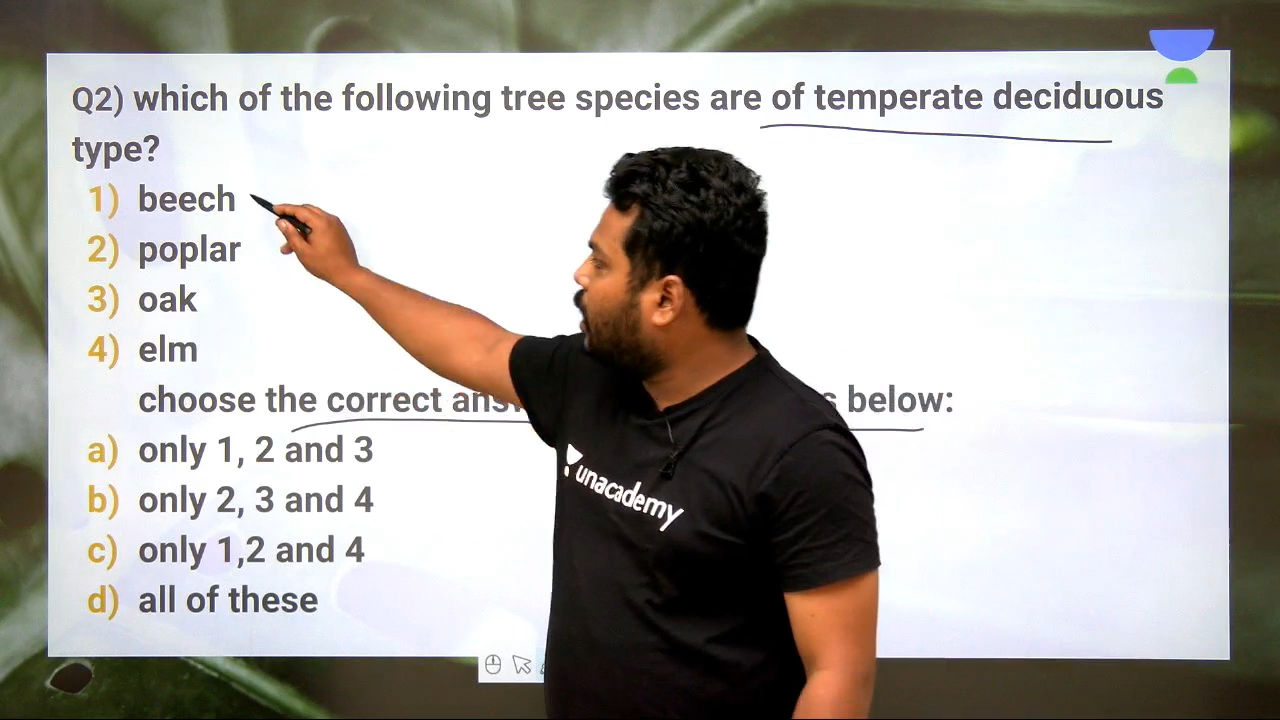 Q2) which of the following tree species are of temperate deciduous
type?
1) beech
2) poplar
3) oak
4) elm
choose the correct below:
a) only 1, 2 and 3
b) only 2, 3 and 4
c) only 1,2 and 4
d) all of these
unacademy